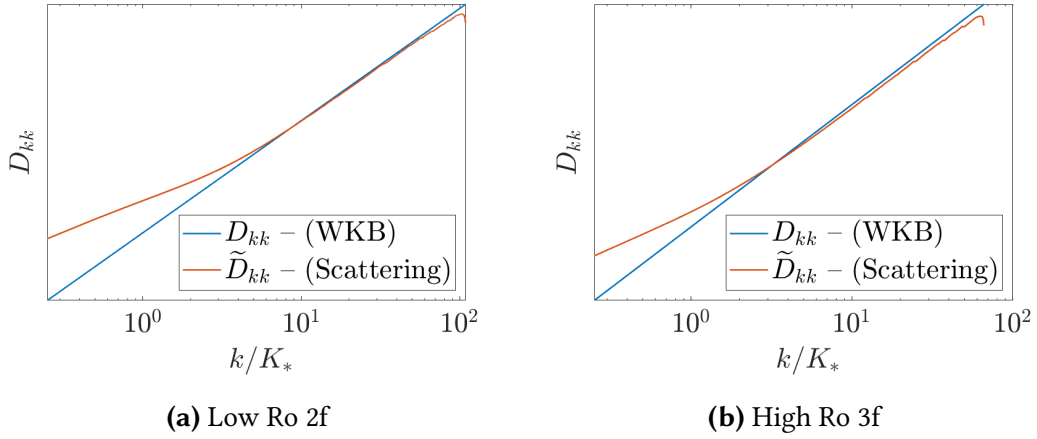 D_{kk}
D_{kk} – (WKB)
\widetilde{D}_{kk} – (Scattering)
10^0 10^1 10^2
k/K_*
(a) Low Ro 2f
D_{kk}
D_{kk} – (WKB)
\widetilde{D}_{kk} – (Scattering)
10^0 10^1 10^2
k/K_*
(b) High Ro 3f